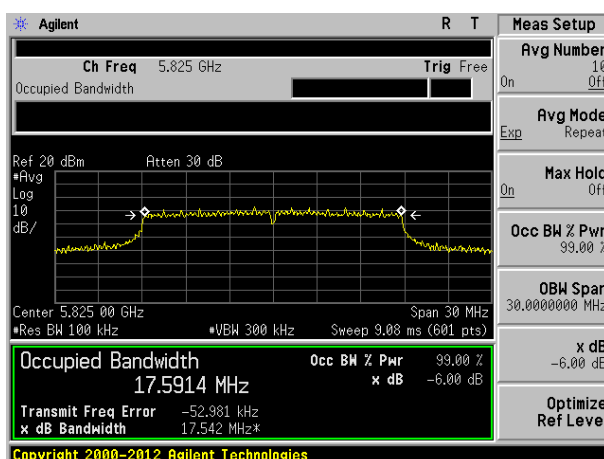 Agilent R T Meas Setup
Ch Freq 5.825 GHz Trig Free
Occupied Bandwidth
Ref 20 dBm Atten 30 dB
#Avg
Log
10
dB/
Center 5.825 00 GHz Span 30 MHz
#Res BW 100 kHz #VBW 300 kHz Sweep 9.08 ms (601 pts)
Occupied Bandwidth Occ BW % Pwr 99.00 %
17.5914 MHz x dB -6.00 dB
Transmit Freq Error -52.981 kHz
x dB Bandwidth 17.542 MHz*
Copyright 2000-2012 Agilent Technologies
Avg Number
10
On Off
Avg Mode
Exp Repeat
Max Hold
On Off
Occ BW % Pwr
99.00 %
OBW Span
30.0000000 MHz
x dB
-6.00 dB
Optimize
Ref Level